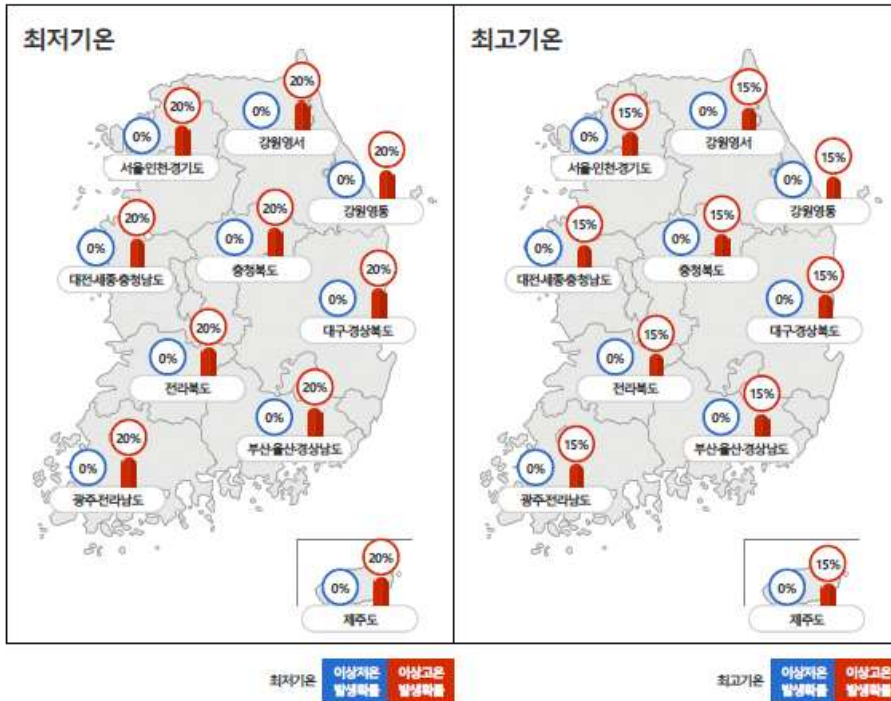 최저기온
20%
0%
강원영서
20%
0%
서울·인천·경기도
20%
0%
강원영동
20%
0%
충청북도
20%
0%
대전·세종·충청남도
20%
0%
대구·경상북도
20%
0%
전라북도
20%
0%
부산·울산·경상남도
20%
0%
광주·전라남도
20%
0%
제주도
최저기온 이상저온 이상고온
발생확률 발생확률
최고기온
15%
0%
강원영서
15%
0%
서울·인천·경기도
15%
0%
강원영동
15%
0%
충청북도
15%
0%
대전·세종·충청남도
15%
0%
대구·경상북도
15%
0%
전라북도
15%
0%
부산·울산·경상남도
15%
0%
광주·전라남도
15%
0%
제주도
최고기온 이상저온 이상고온
발생확률 발생확률